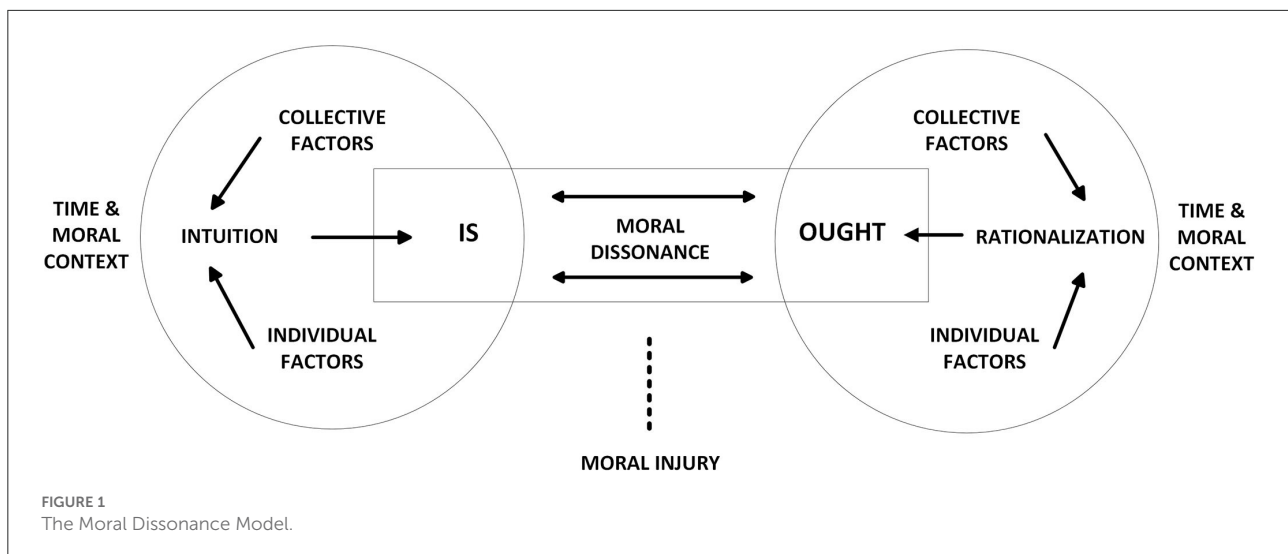 COLLECTIVE
FACTORS
TIME &
MORAL
CONTEXT
INTUITION
IS
INDIVIDUAL
FACTORS
MORAL
DISSONANCE
MORAL INJURY
COLLECTIVE
FACTORS
OUGHT
RATIONALIZATION
TIME &
MORAL
CONTEXT
INDIVIDUAL
FACTORS
FIGURE 1
The Moral Dissonance Model.